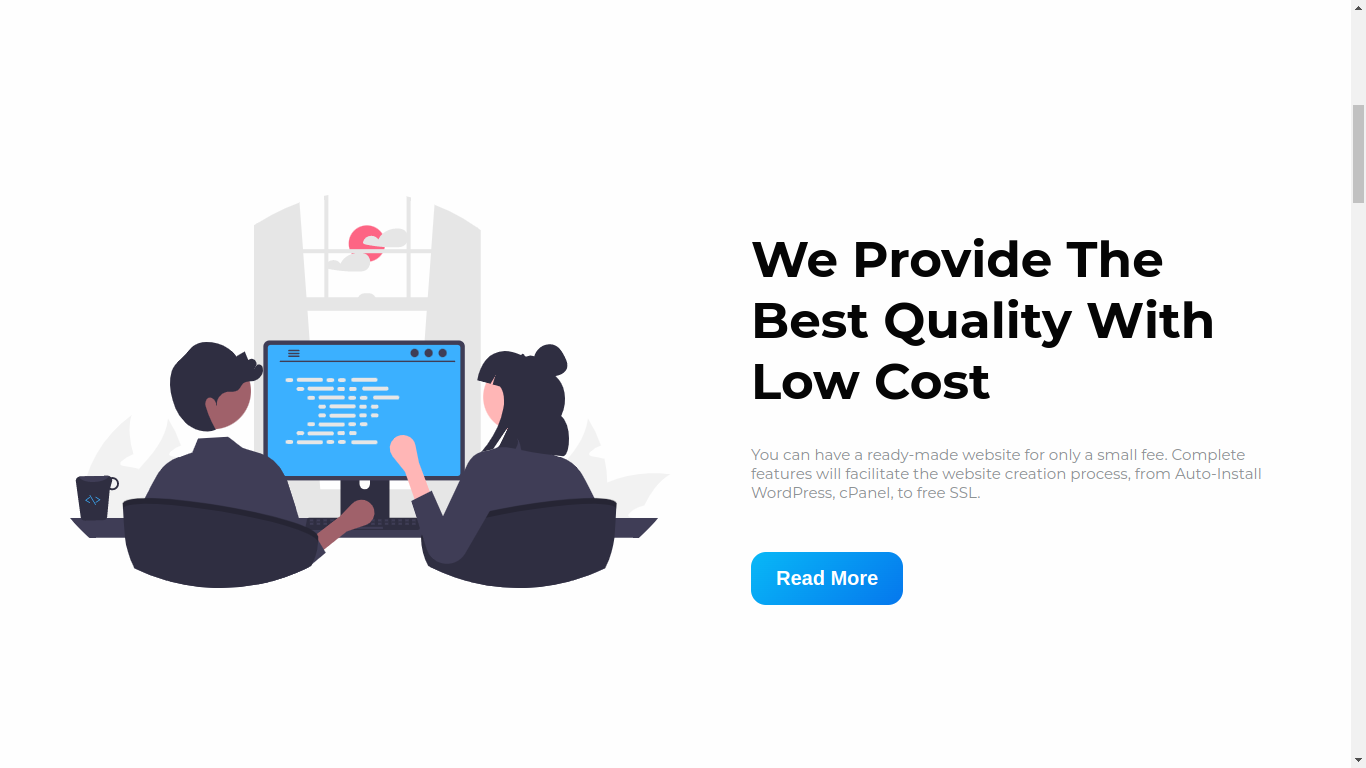 We Provide The
Best Quality With
Low Cost
You can have a ready-made website for only a small fee. Complete
features will facilitate the website creation process, from Auto-Install
WordPress, cPanel, to free SSL.
Read More